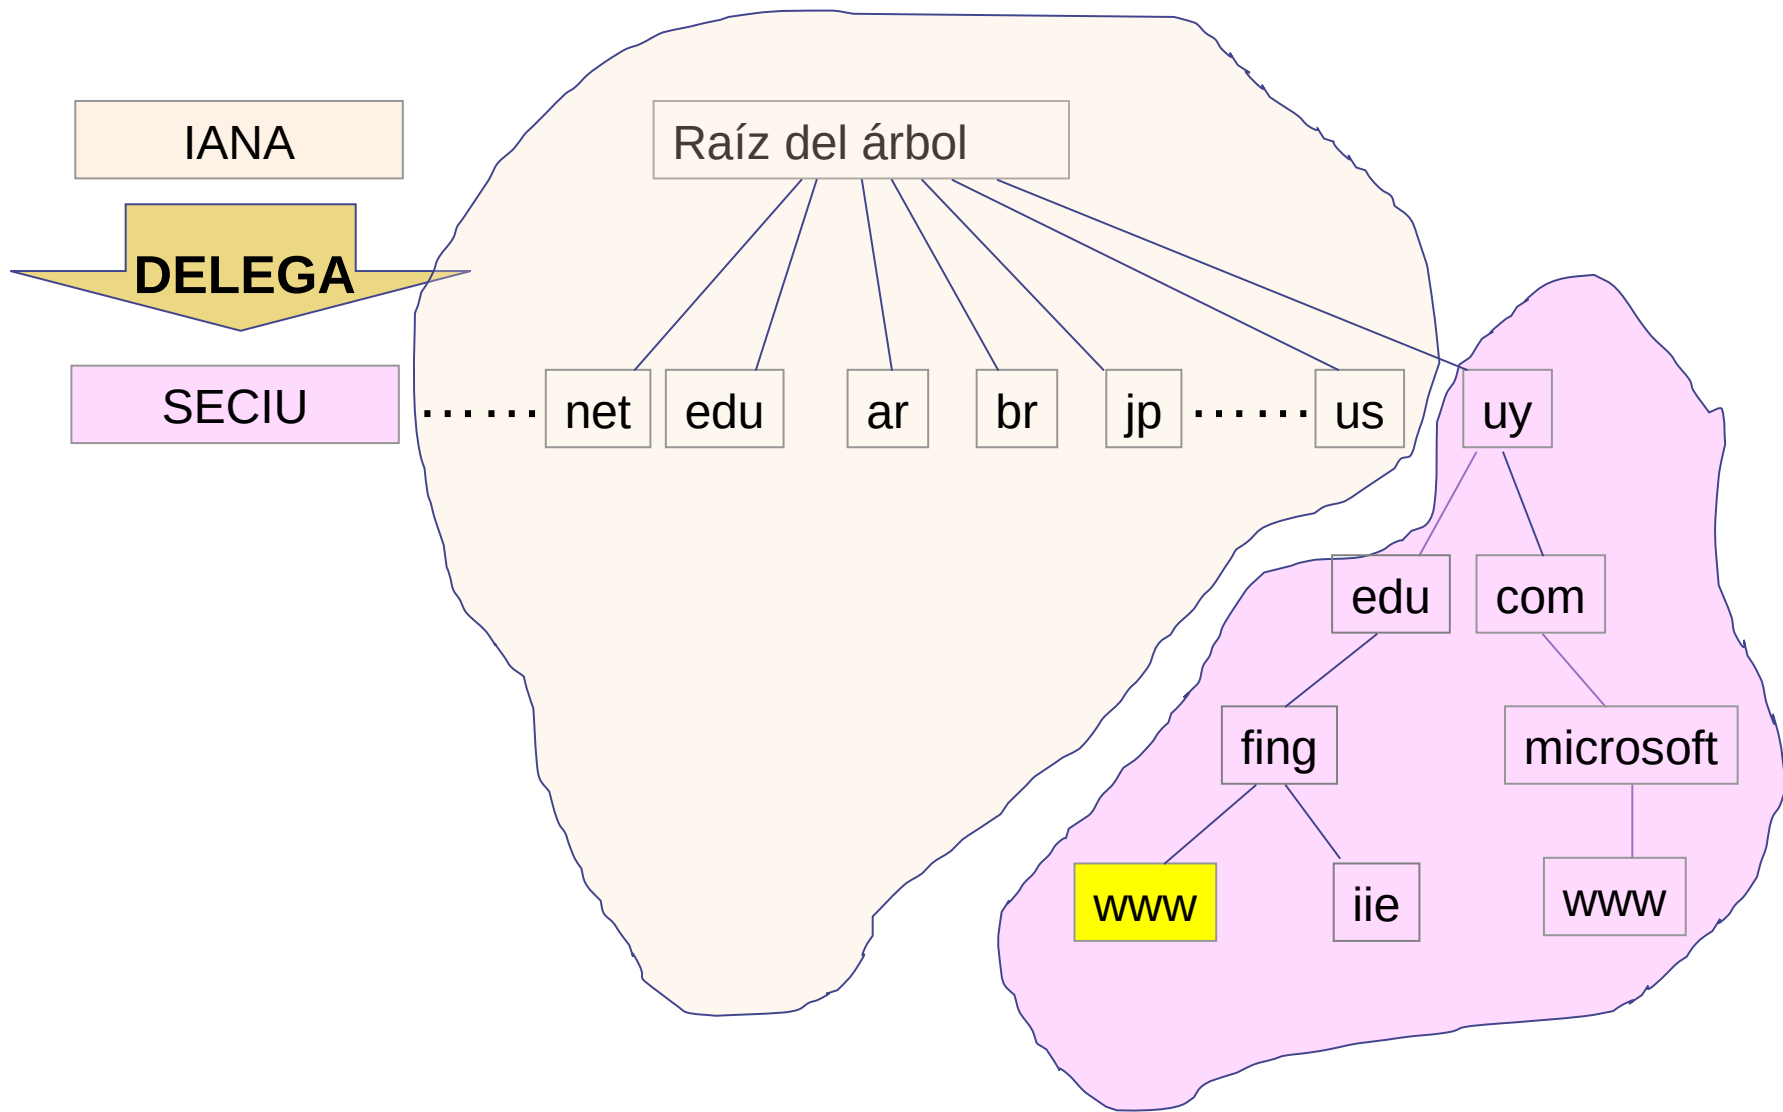 IANA
Raíz del árbol
DELEGA
SECIU
...... net edu ar br jp ...... us uy
edu com
fing microsoft
www iie www